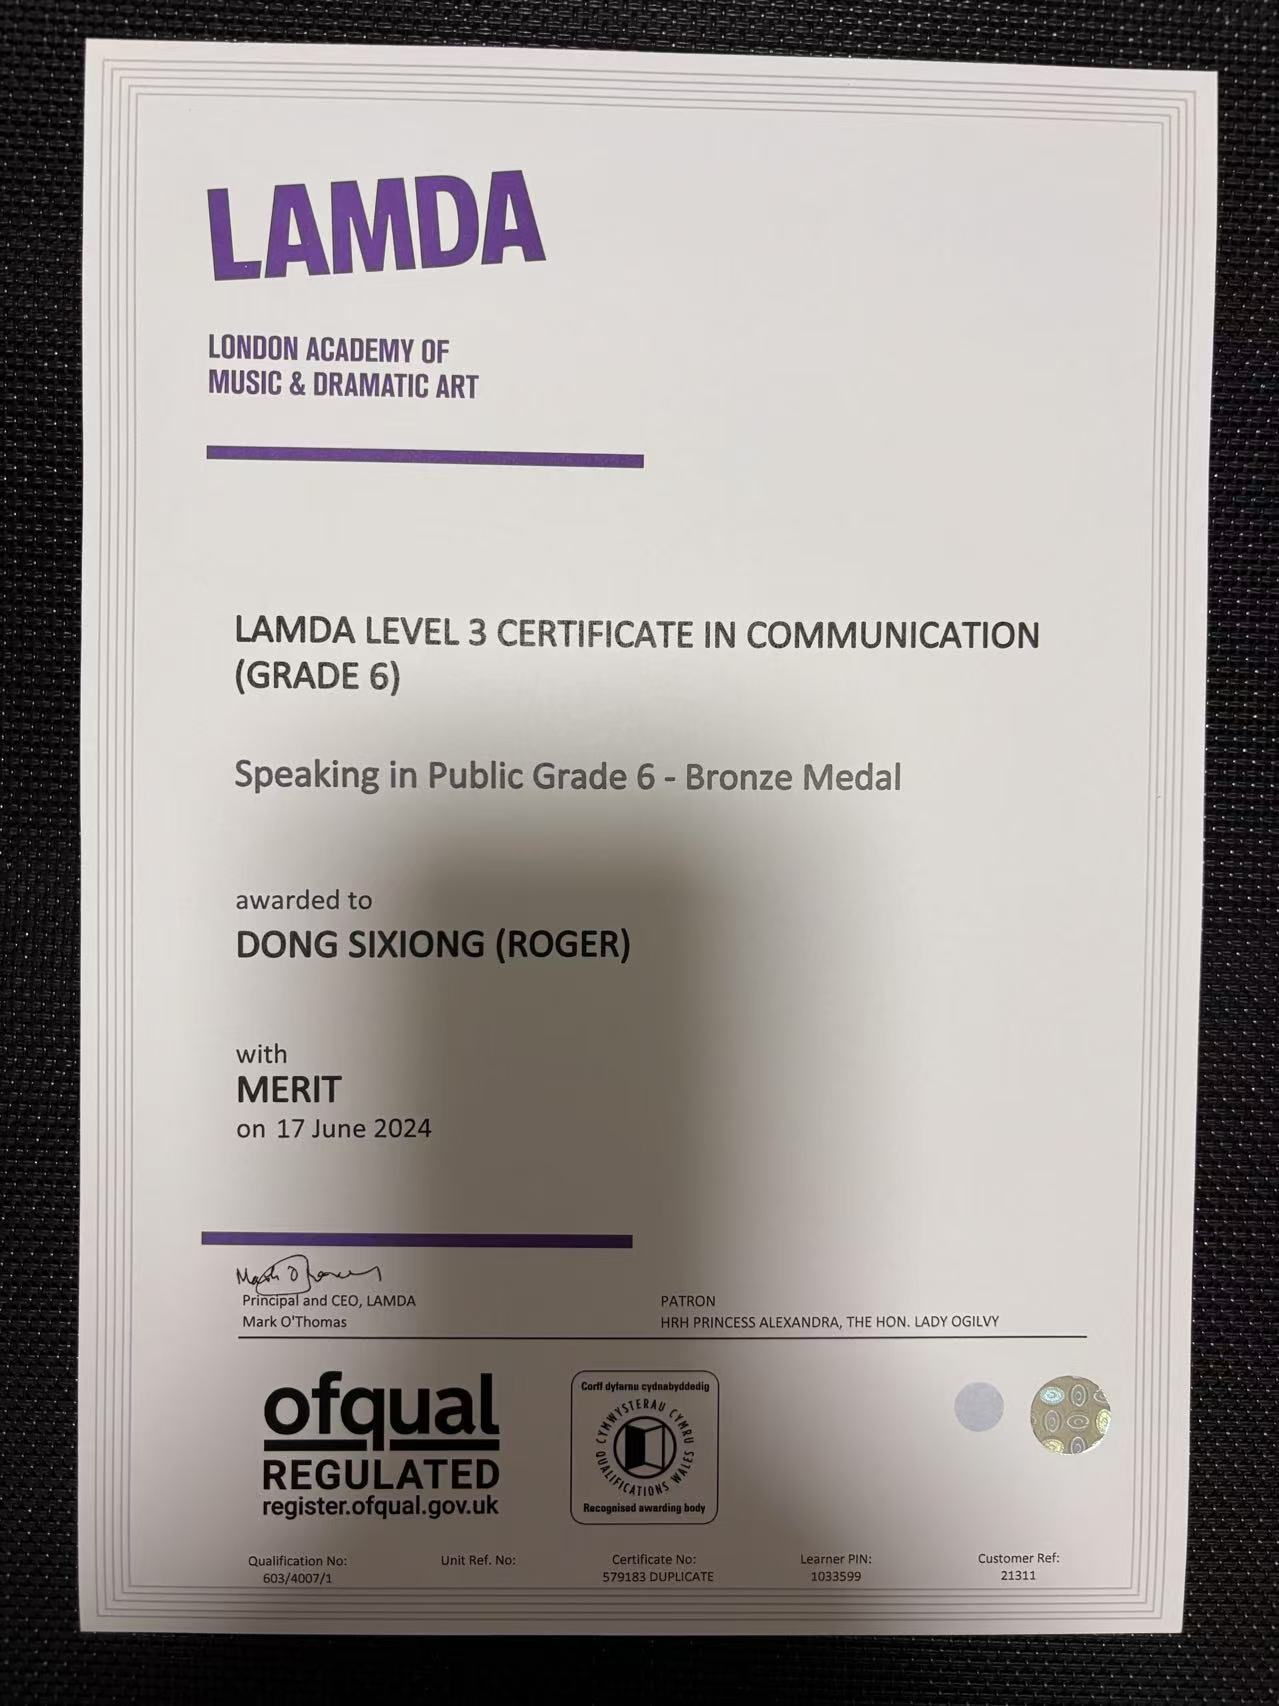 LAMDA
LONDON ACADEMY OF
MUSIC & DRAMATIC ART
LAMDA LEVEL 3 CERTIFICATE IN COMMUNICATION
(GRADE 6)
Speaking in Public Grade 6 - Bronze Medal
awarded to
DONG SIXIONG (ROGER)
with
MERIT
on 17 June 2024
Principal and CEO, LAMDA
Mark O'Thomas
PATRON
HRH PRINCESS ALEXANDRA, THE HON. LADY OGILVY
ofqual
REGULATED
register.ofqual.gov.uk
Corff dyfarnu cydnabyddedig
CYMWYSTERAU CYMRU
QUALIFICATIONS WALES
Recognised awarding body
Qualification No:
603/4007/1
Unit Ref. No:
Certificate No:
579183 DUPLICATE
Learner PIN:
1033599
Customer Ref:
21311